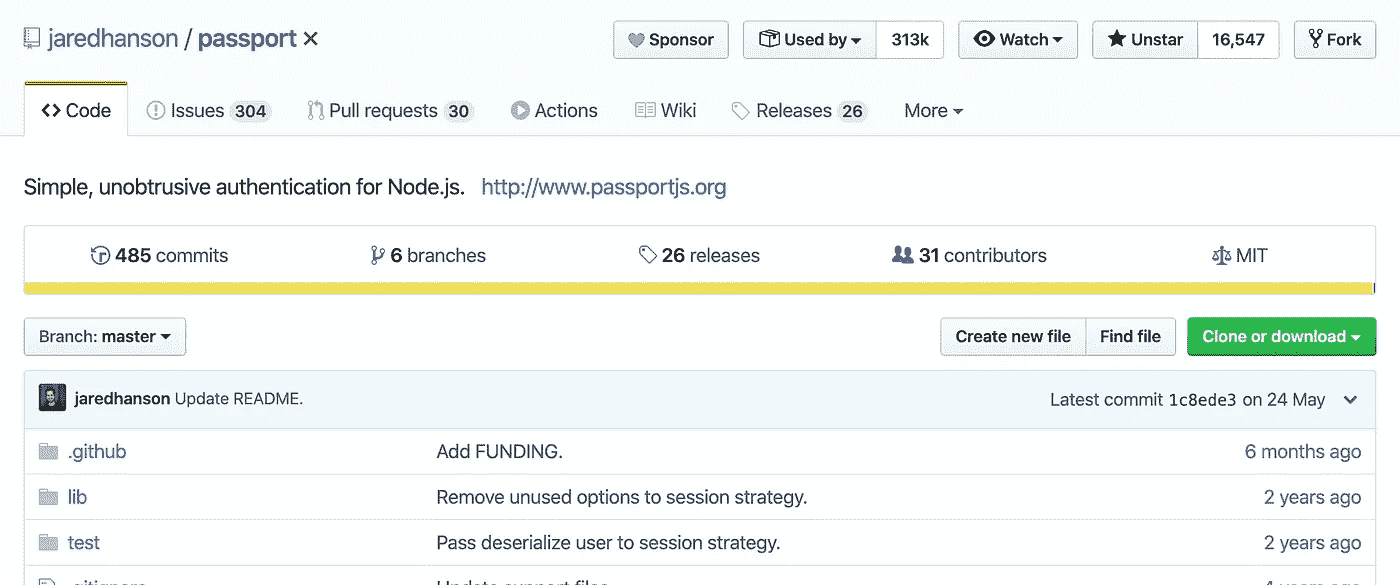 jaredhanson / passport
Sponsor Used by 313k Watch Unstar 16,547 Fork
Code Issues 304 Pull requests 30 Actions Wiki Releases 26 More
Simple, unobtrusive authentication for Node.js. http://www.passportjs.org
485 commits 6 branches 26 releases 31 contributors MIT
Branch: master Create new file Find file Clone or download
jaredhanson Update README. Latest commit 1c8ede3 on 24 May
.github Add FUNDING. 6 months ago
lib Remove unused options to session strategy. 2 years ago
test Pass deserialize user to session strategy. 2 years ago